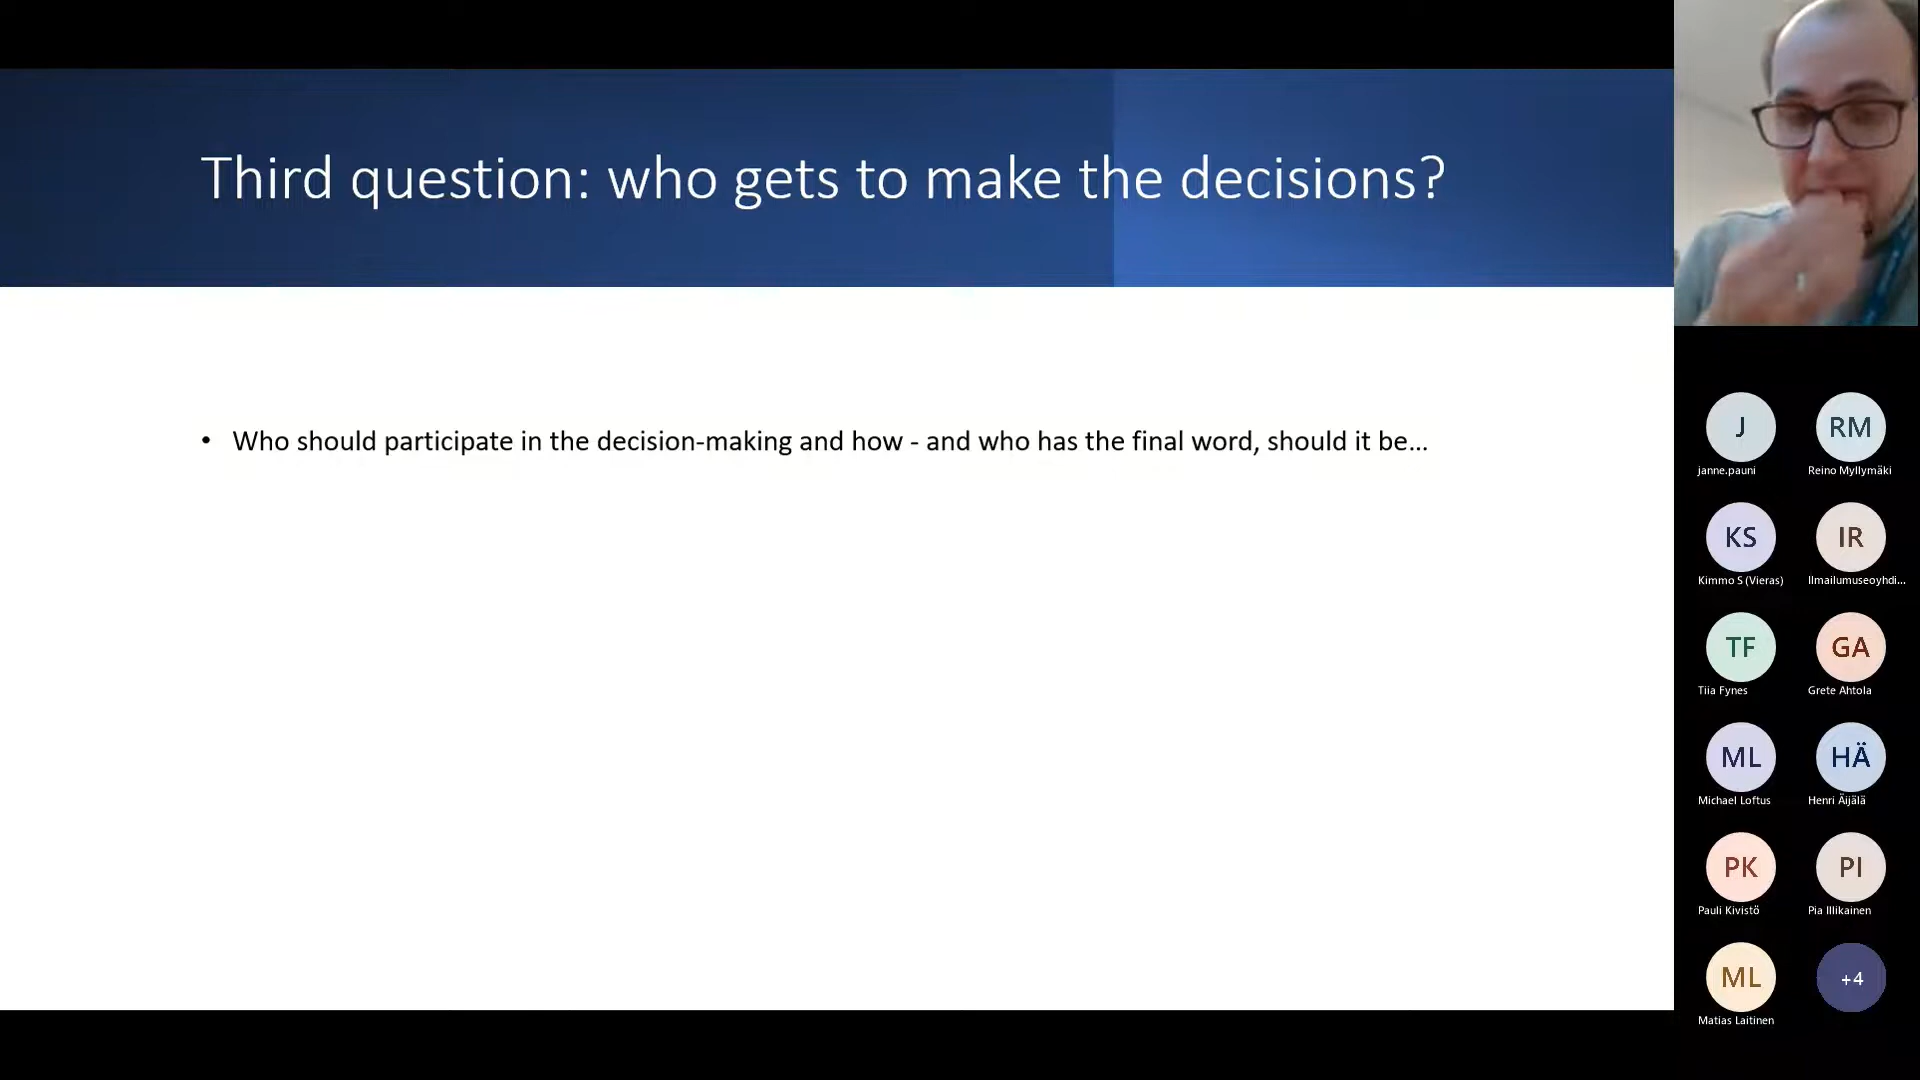 Third question: who gets to make the decisions?
• Who should participate in the decision-making and how - and who has the final word, should it be...
J
RM
janne.pauni
Reino Myllymäki
KS
IR
Kimmo S (Vieras)
Ilmailumuseoyhdi...
TF
GA
Tiia Fynes
Grete Ahtola
ML
HÄ
Michael Loftus
Henri Äijälä
PK
PI
Pauli Kivistö
Pia Illikainen
ML
+4
Matias Laitinen